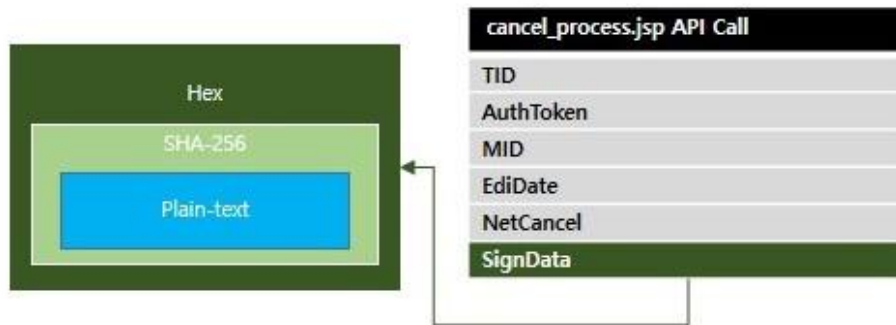 Hex
SHA-256
Plain-text
cancel_process.jsp API Call
TID
AuthToken
MID
EdiDate
NetCancel
SignData